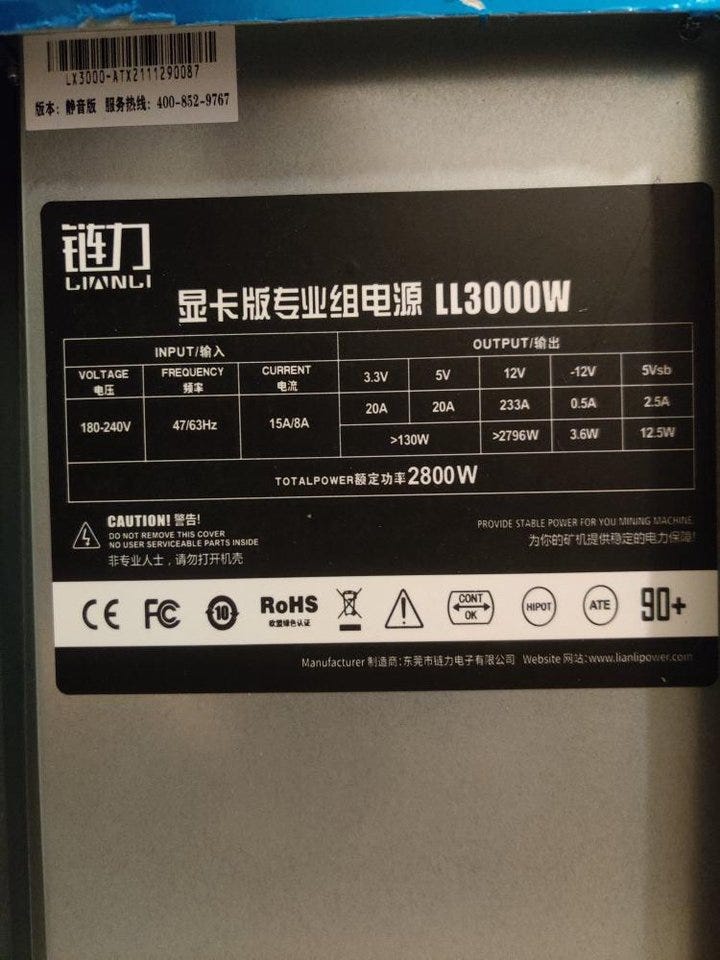 LX3000-ATX2111290087
版本：静音版 服务热线：400-852-9767
链力
LIANLI
显卡版专业组电源 LL3000W
INPUT/输入
OUTPUT/输出
VOLTAGE 电压
FREQUENCY 频率
CURRENT 电流
3.3V 5V 12V -12V 5Vsb
180-240V 47/63Hz 15A/8A
20A 20A 233A 0.5A 2.5A
>130W >2796W 3.6W 12.5W
TOTALPOWER额定功率2800W
CAUTION! 警告!
DO NOT REMOVE THIS COVER
NO USER SERVICEABLE PARTS INSIDE
非专业人士，请勿打开机壳
PROVIDE STABLE POWER FOR YOU MINING MACHINE.
为你的矿机提供稳定的电力保障!
CE FC 10 RoHS CONT OK HIPOT ATE 90+
欧盟绿色认证
Manufacturer 制造商:东莞市链力电子有限公司 Website 网站:www.lianlipower.com